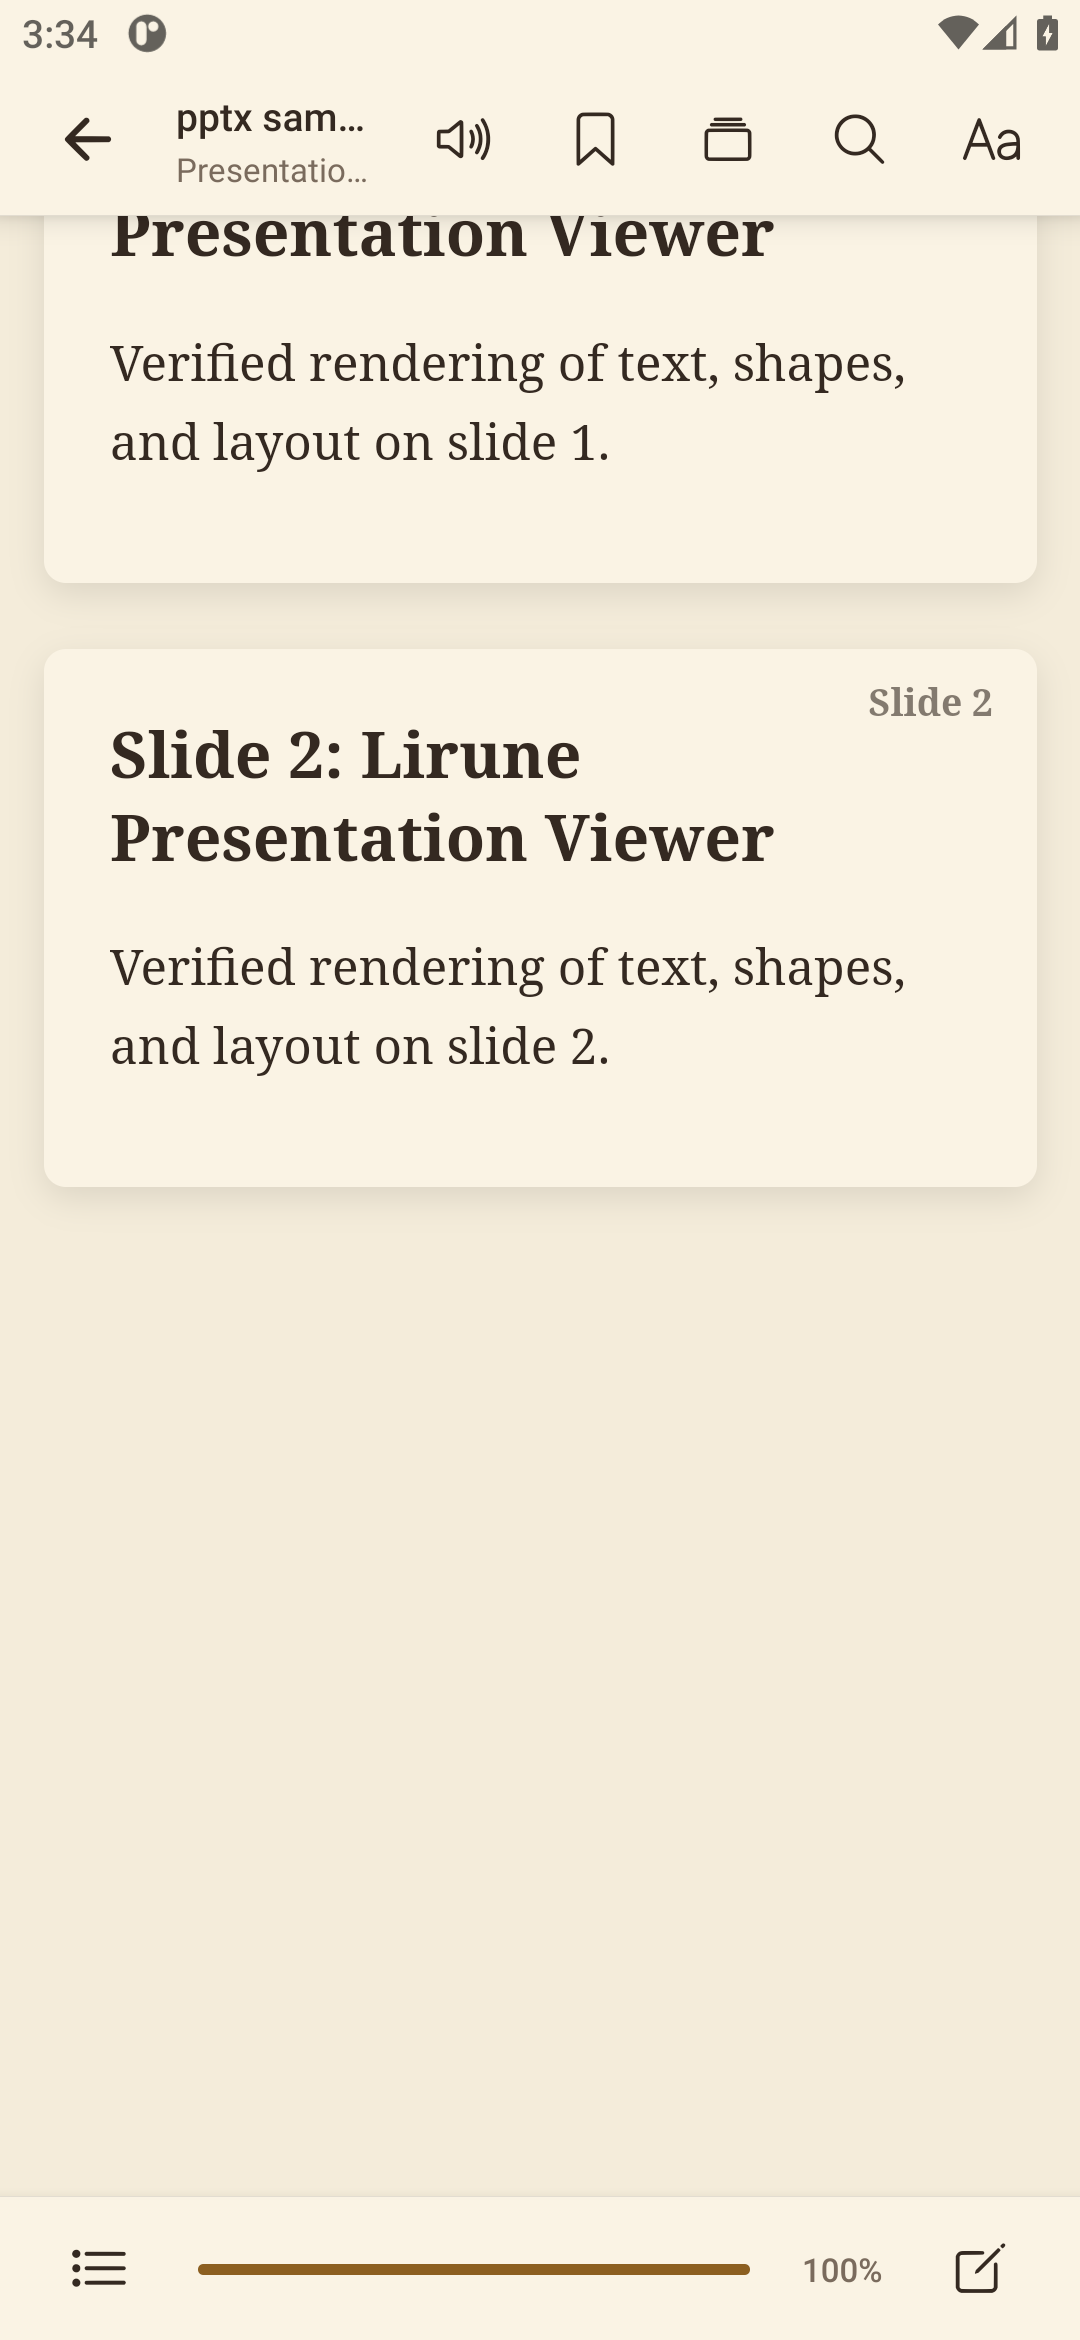 3:34
pptx sam...
Presentatio...
Aa
Presentation Viewer
Verified rendering of text, shapes,
and layout on slide 1.
Slide 2
Slide 2: Lirune
Presentation Viewer
Verified rendering of text, shapes,
and layout on slide 2.
100%